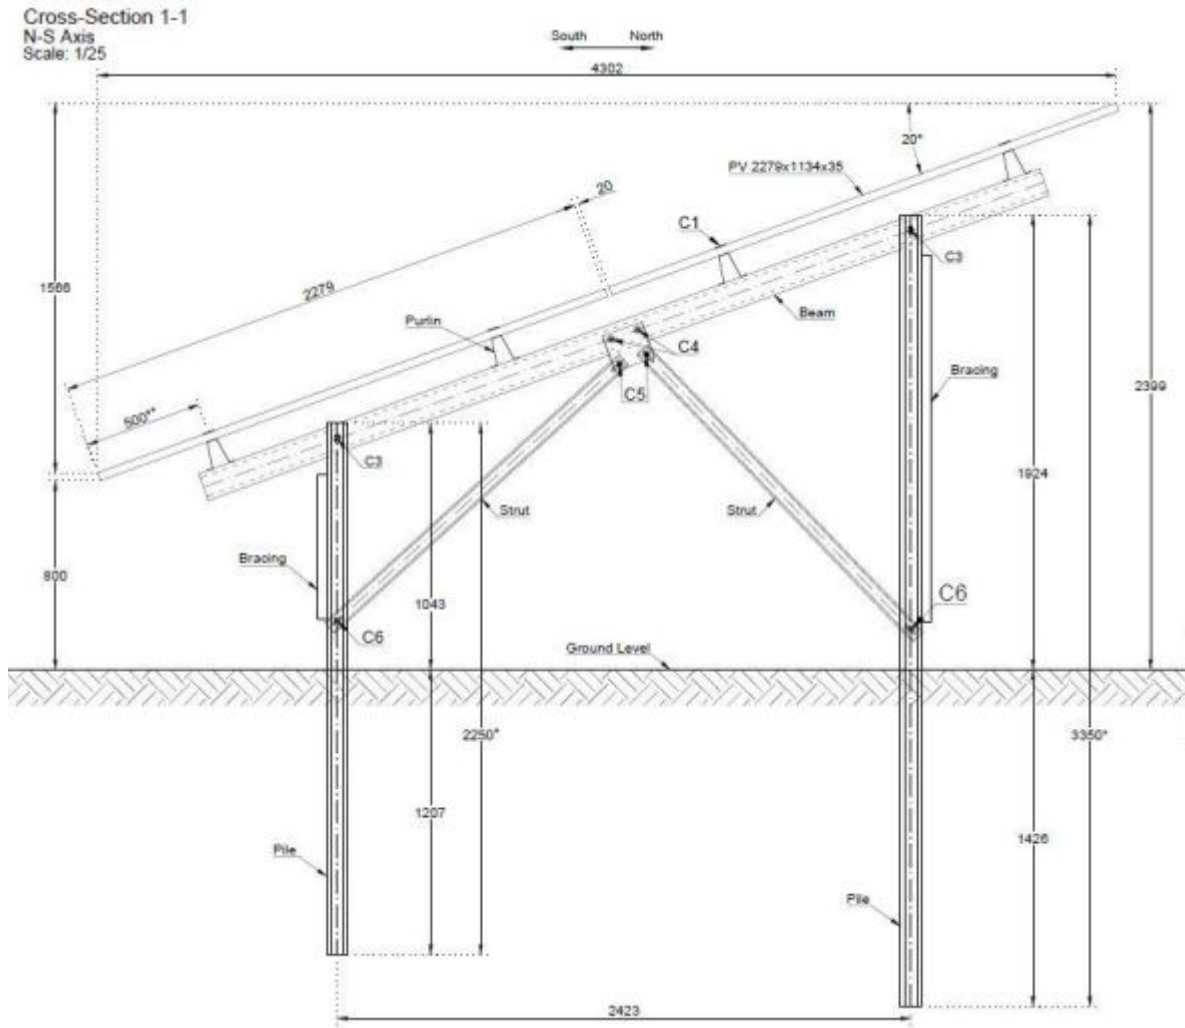 Cross-Section 1-1
N-S Axis
Scale: 1/25
South North
4302
20°
PV 2279x1134x35
20
C1
C3
1566
2279
Purlin
Beam
C4
C5
Bracing
2399
500**
C3
1924
Strut
Strut
Bracing
800
1043
C6
C6
Ground Level
2250*
3350*
1207
1426
Pile
Pile
2423